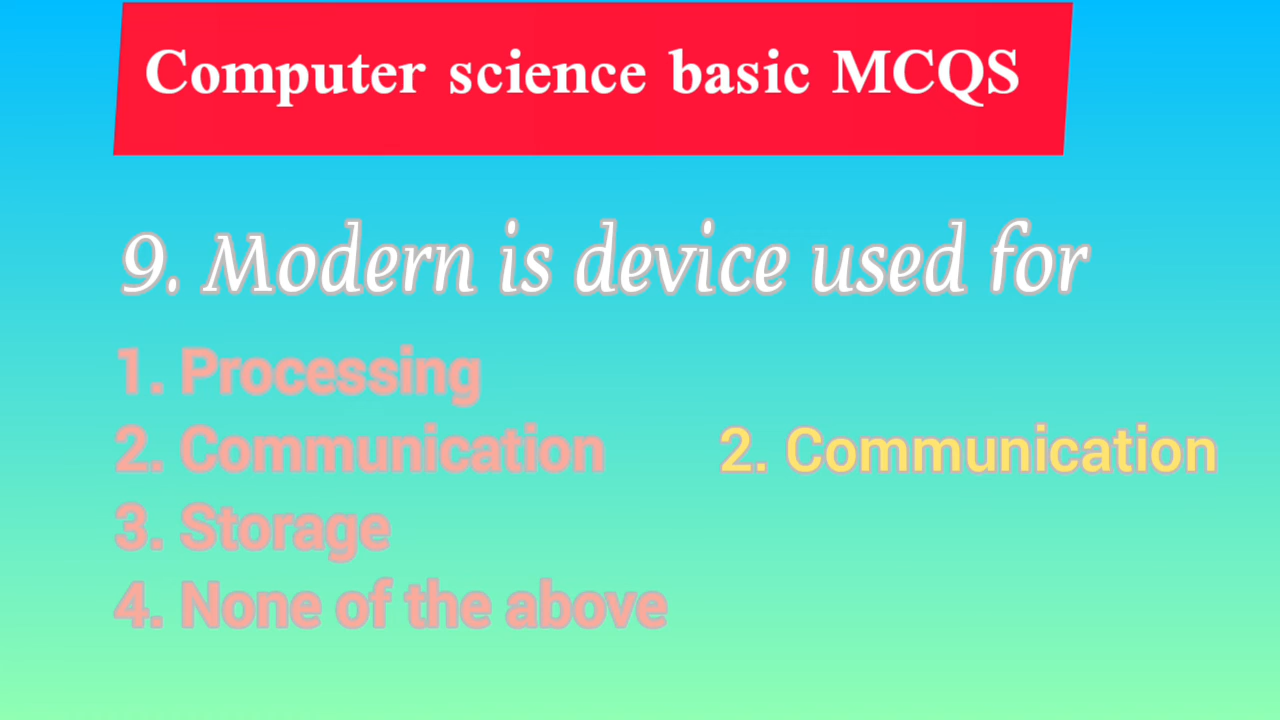 Computer science basic MCQS
9. Modern is device used for
1. Processing
2. Communication
2. Communication
3. Storage
4. None of the above